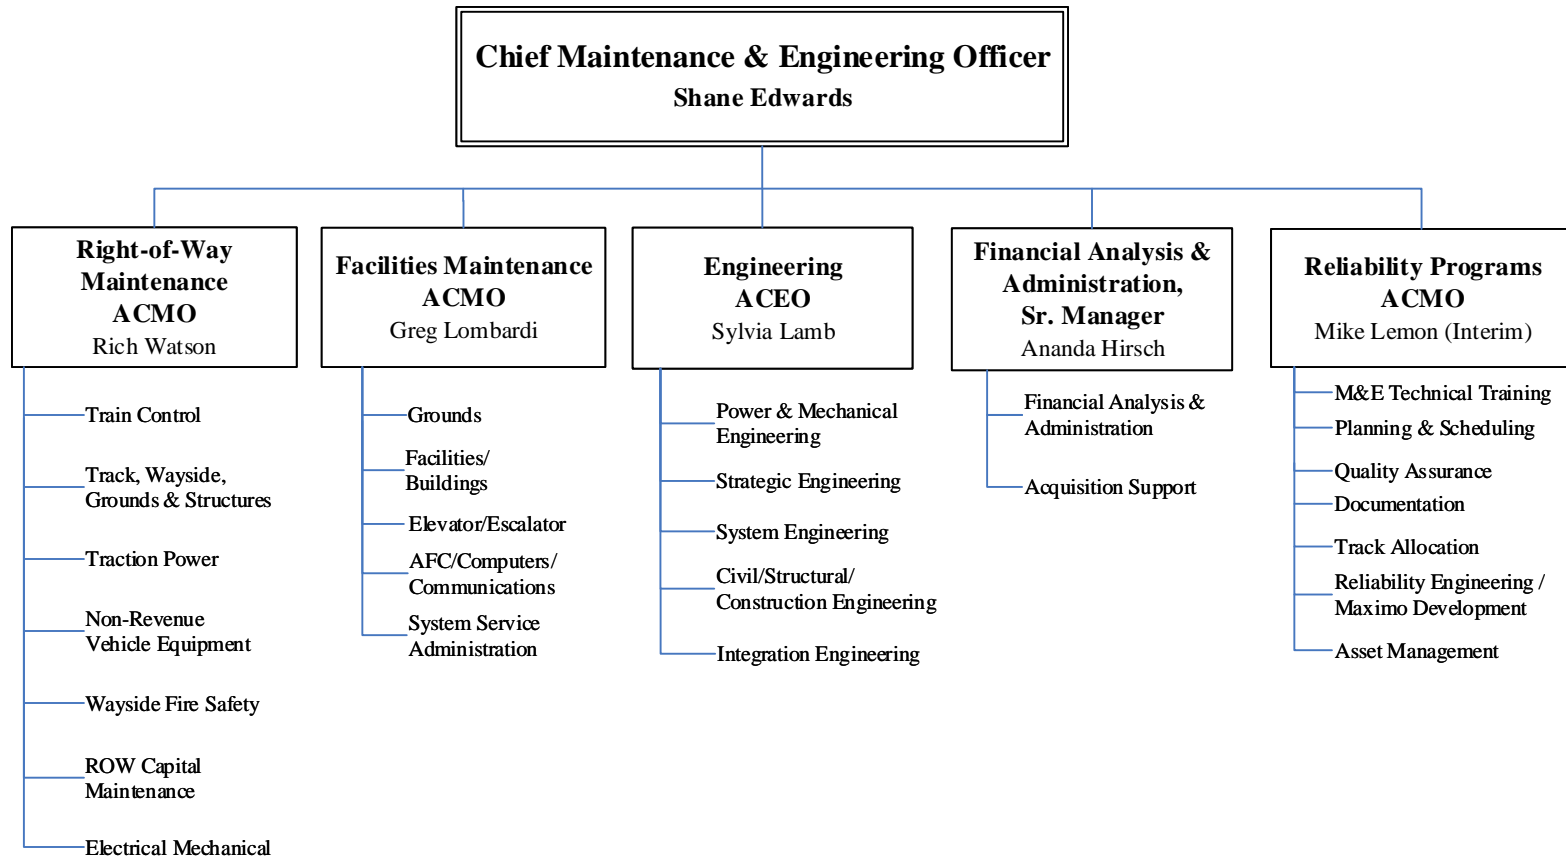 Chief Maintenance & Engineering Officer
Shane Edwards
Right-of-Way
Maintenance
ACMO
Rich Watson
Train Control
Track, Wayside,
Grounds & Structures
Traction Power
Non-Revenue
Vehicle Equipment
Wayside Fire Safety
ROW Capital
Maintenance
Electrical Mechanical
Facilities Maintenance
ACMO
Greg Lombardi
Grounds
Facilities/
Buildings
Elevator/Escalator
AFC/Computers/
Communications
System Service
Administration
Engineering
ACEO
Sylvia Lamb
Power & Mechanical
Engineering
Strategic Engineering
System Engineering
Civil/Structural/
Construction Engineering
Integration Engineering
Financial Analysis &
Administration,
Sr. Manager
Ananda Hirsch
Financial Analysis &
Administration
Acquisition Support
Reliability Programs
ACMO
Mike Lemon (Interim)
M&E Technical Training
Planning & Scheduling
Quality Assurance
Documentation
Track Allocation
Reliability Engineering /
Maximo Development
Asset Management